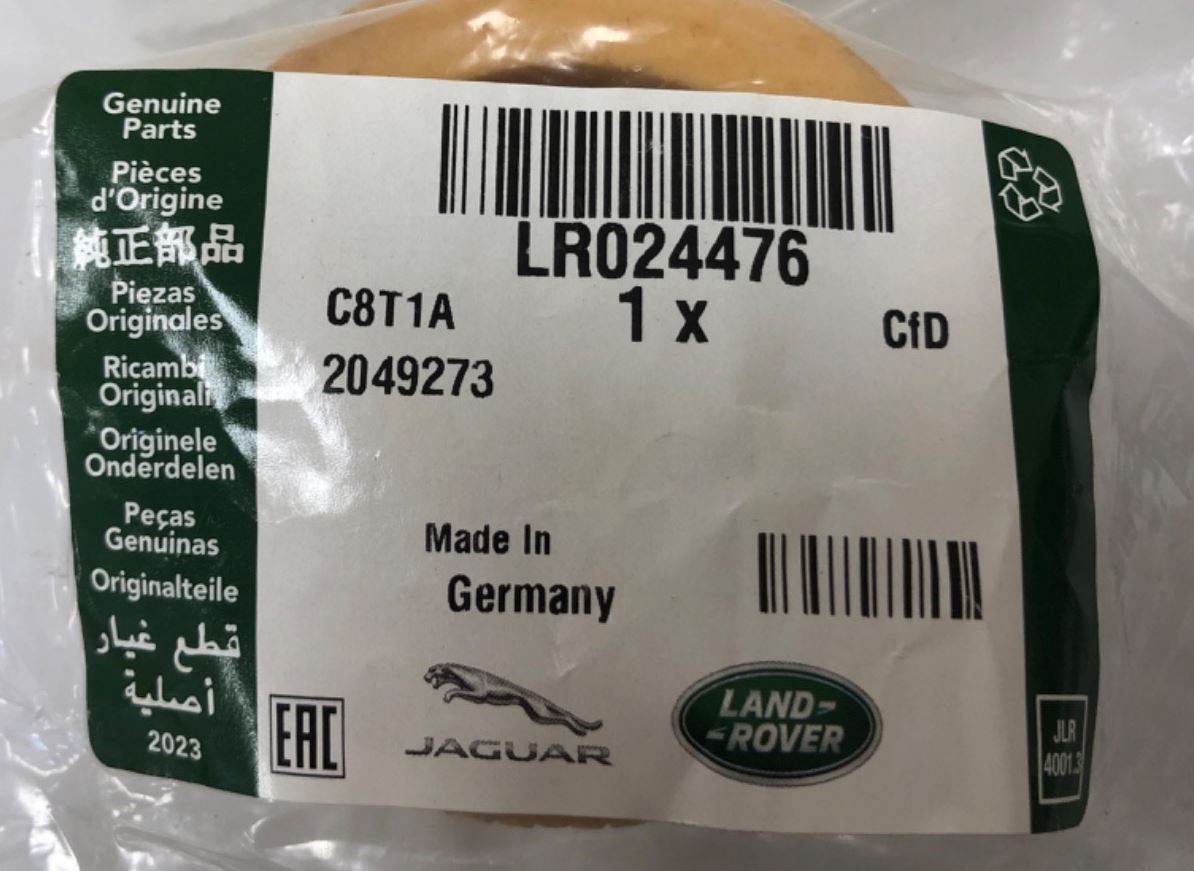 Genuine
Parts
Pièces
d'Origine
純正部品
Piezas
Originales
Ricambi
Originali
Originele
Onderdelen
Peças
Genuinas
Originalteile
قطع غيار
أصلية
2023
LR024476
C8T1A
1 x
CfD
2049273
Made In
Germany
EAC
JAGUAR
LAND-
-ROVER
JLR
4001.3